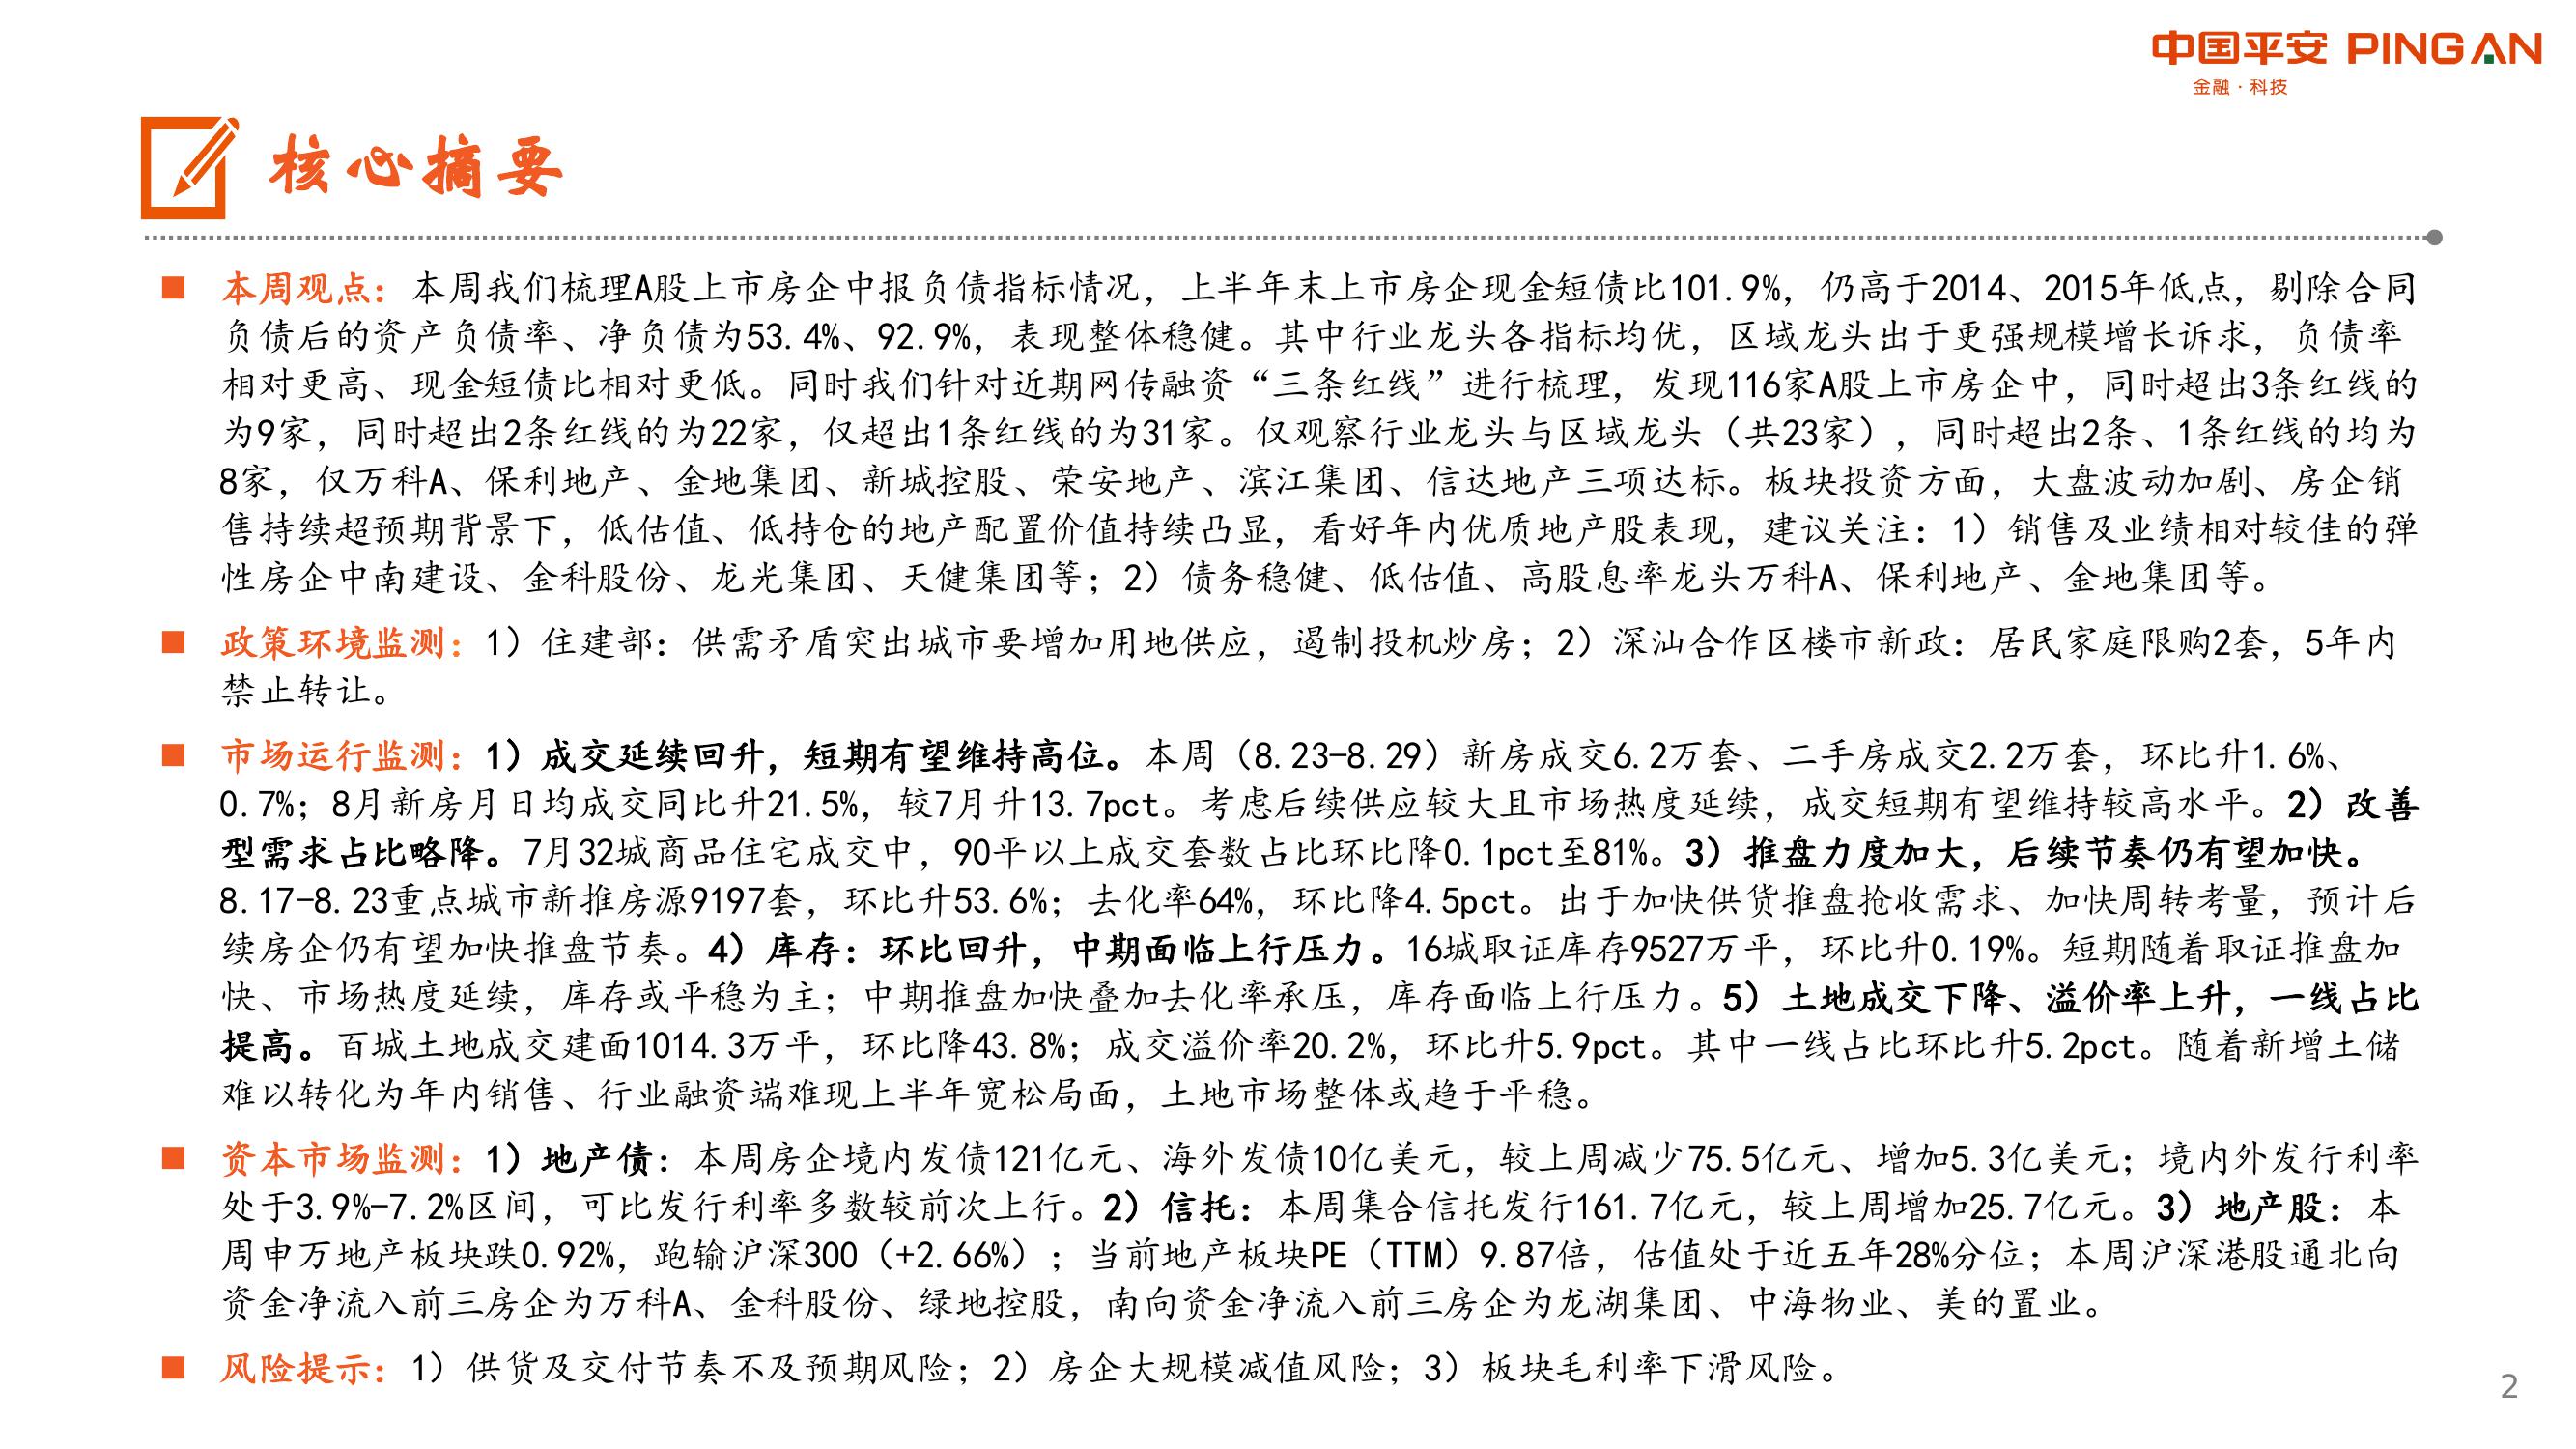 中国平安 PINGAN
金融·科技
核心摘要
■ 本周观点：本周我们梳理A股上市房企中报负债指标情况，上半年末上市房企现金短债比101.9%，仍高于2014、2015年低点，剔除合同
负债后的资产负债率、净负债为53.4%、92.9%，表现整体稳健。其中行业龙头各指标均优，区域龙头出于更强规模增长诉求，负债率
相对更高、现金短债比相对更低。同时我们针对近期网传融资“三条红线”进行梳理，发现116家A股上市房企中，同时超出3条红线的
为9家，同时超出2条红线的为22家，仅超出1条红线的为31家。仅观察行业龙头与区域龙头（共23家），同时超出2条、1条红线的均为
8家，仅万科A、保利地产、金地集团、新城控股、荣安地产、滨江集团、信达地产三项达标。板块投资方面，大盘波动加剧、房企销
售持续超预期背景下，低估值、低持仓的地产配置价值持续凸显，看好年内优质地产股表现，建议关注：1）销售及业绩相对较佳的弹
性房企中南建设、金科股份、龙光集团、天健集团等；2）债务稳健、低估值、高股息率龙头万科A、保利地产、金地集团等。
■ 政策环境监测：1）住建部：供需矛盾突出城市要增加用地供应，遏制投机炒房；2）深汕合作区楼市新政：居民家庭限购2套，5年内
禁止转让。
■ 市场运行监测：1）成交延续回升，短期有望维持高位。本周（8.23-8.29）新房成交6.2万套、二手房成交2.2万套，环比升1.6%、
0.7%；8月新房月日均成交同比升21.5%，较7月升13.7pct。考虑后续供应较大且市场热度延续，成交短期有望维持较高水平。2）改善
型需求占比略降。7月32城商品住宅成交中，90平以上成交套数占比环比降0.1pct至81%。3）推盘力度加大，后续节奏仍有望加快。
8.17-8.23重点城市新推房源9197套，环比升53.6%；去化率64%，环比降4.5pct。出于加快供货推盘抢收需求、加快周转考量，预计后
续房企仍有望加快推盘节奏。4）库存：环比回升，中期面临上行压力。16城取证库存9527万平，环比升0.19%。短期随着取证推盘加
快、市场热度延续，库存或平稳为主；中期推盘加快叠加去化率承压，库存面临上行压力。5）土地成交下降、溢价率上升，一线占比
提高。百城土地成交建面1014.3万平，环比降43.8%；成交溢价率20.2%，环比升5.9pct。其中一线占比环比升5.2pct。随着新增土储
难以转化为年内销售、行业融资端难现上半年宽松局面，土地市场整体或趋于平稳。
■ 资本市场监测：1）地产债：本周房企境内发债121亿元、海外发债10亿美元，较上周减少75.5亿元、增加5.3亿美元；境内外发行利率
处于3.9%-7.2%区间，可比发行利率多数较前次上行。2）信托：本周集合信托发行161.7亿元，较上周增加25.7亿元。3）地产股：本
周申万地产板块跌0.92%，跑输沪深300（+2.66%）；当前地产板块PE（TTM）9.87倍，估值处于近五年28%分位；本周沪深港股通北向
资金净流入前三房企为万科A、金科股份、绿地控股，南向资金净流入前三房企为龙湖集团、中海物业、美的置业。
■ 风险提示：1）供货及交付节奏不及预期风险；2）房企大规模减值风险；3）板块毛利率下滑风险。
2